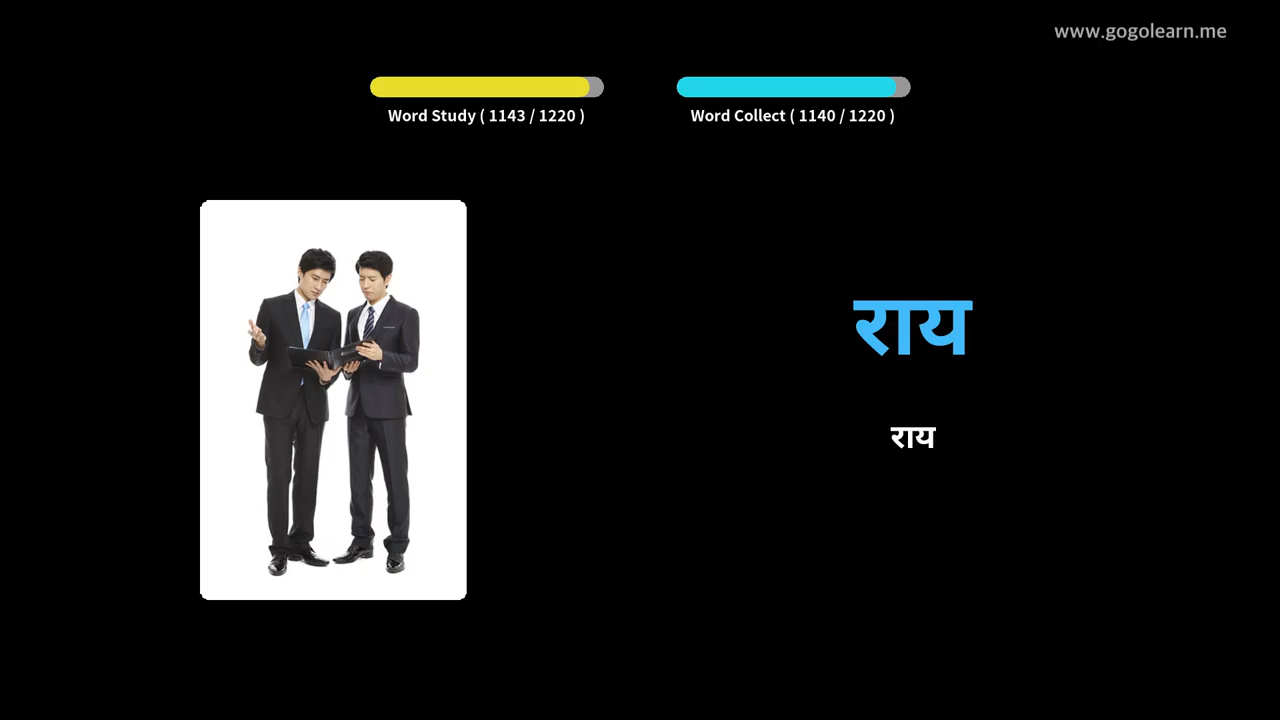 www.gogolearn.me
Word Study ( 1143 / 1220 )
Word Collect ( 1140 / 1220 )
राय
राय